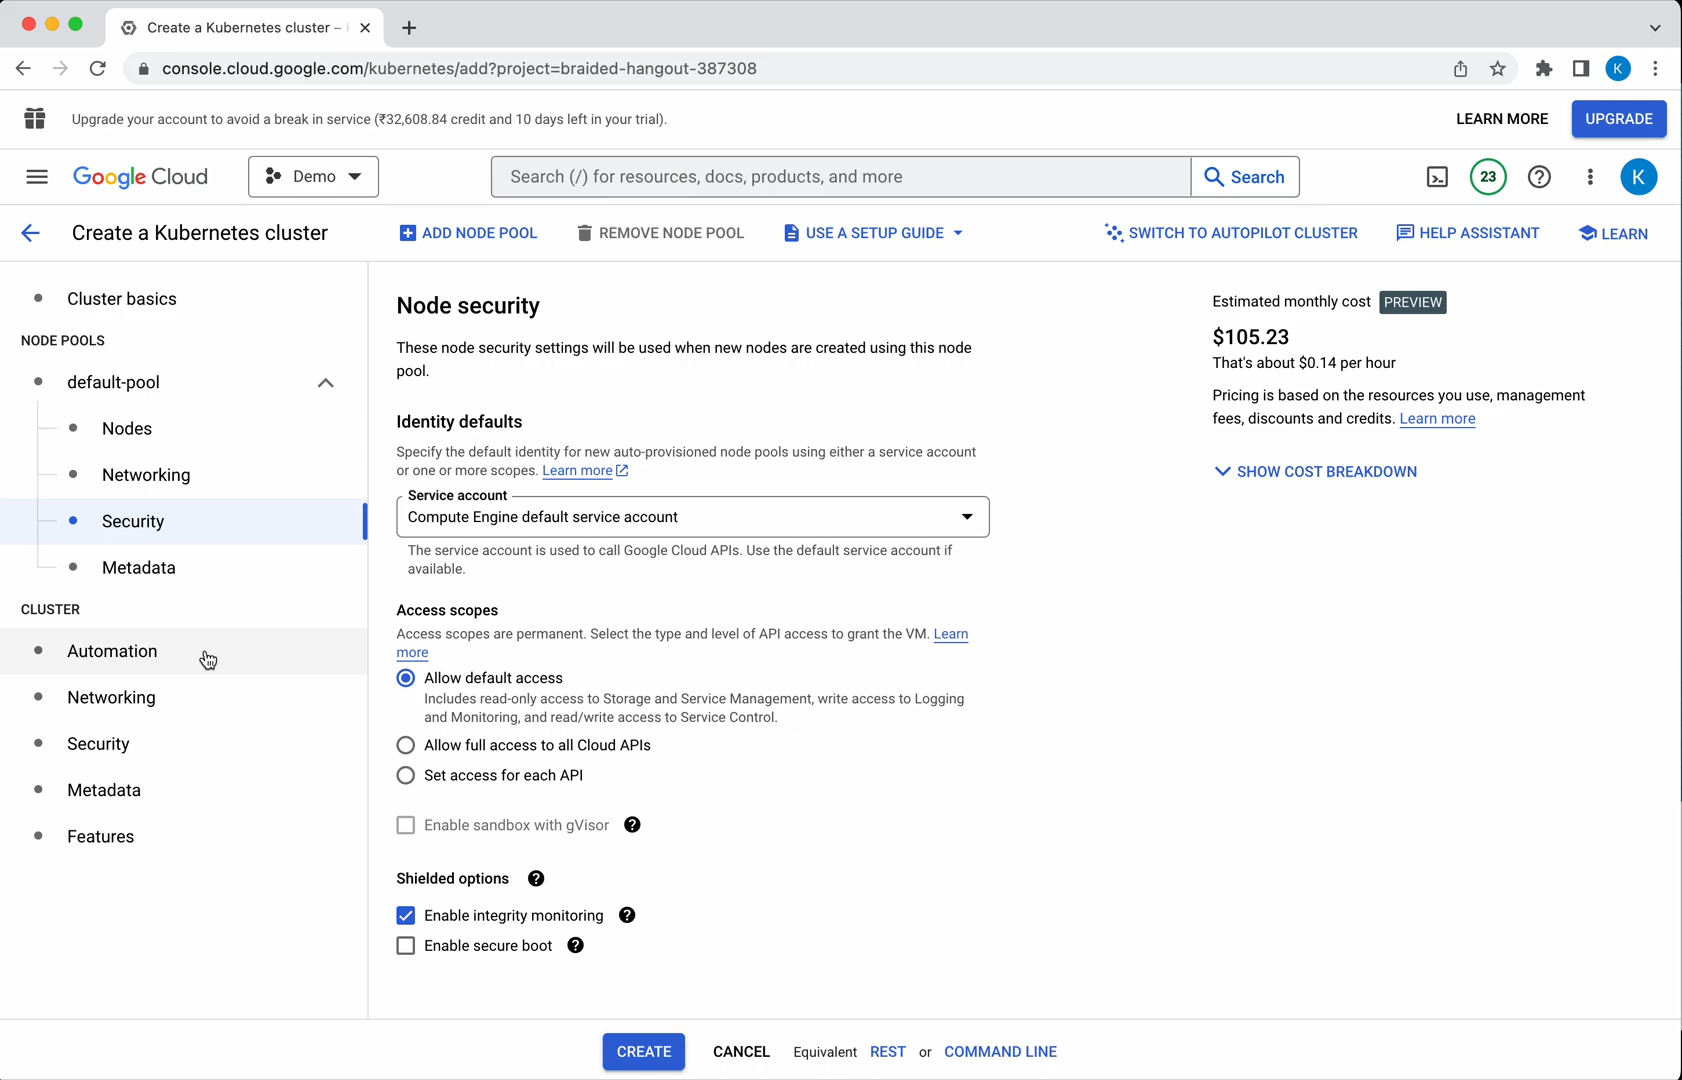 Create a Kubernetes cluster –
console.cloud.google.com/kubernetes/add?project=braided-hangout-387308
K
Upgrade your account to avoid a break in service (₹32,608.84 credit and 10 days left in your trial).
LEARN MORE
UPGRADE
Google Cloud
Demo
Search (/) for resources, docs, products, and more
Search
23
K
Create a Kubernetes cluster
ADD NODE POOL
REMOVE NODE POOL
USE A SETUP GUIDE
SWITCH TO AUTOPILOT CLUSTER
HELP ASSISTANT
LEARN
Cluster basics
NODE POOLS
default-pool
Nodes
Networking
Security
Metadata
CLUSTER
Automation
Networking
Security
Metadata
Features
Node security
These node security settings will be used when new nodes are created using this node
pool.
Identity defaults
Specify the default identity for new auto-provisioned node pools using either a service account
or one or more scopes. Learn more
Service account
Compute Engine default service account
The service account is used to call Google Cloud APIs. Use the default service account if
available.
Access scopes
Access scopes are permanent. Select the type and level of API access to grant the VM. Learn
more
Allow default access
Includes read-only access to Storage and Service Management, write access to Logging
and Monitoring, and read/write access to Service Control.
Allow full access to all Cloud APIs
Set access for each API
Enable sandbox with gVisor
Shielded options
Enable integrity monitoring
Enable secure boot
Estimated monthly cost PREVIEW
$105.23
That's about $0.14 per hour
Pricing is based on the resources you use, management
fees, discounts and credits. Learn more
SHOW COST BREAKDOWN
CREATE
CANCEL
Equivalent REST or COMMAND LINE